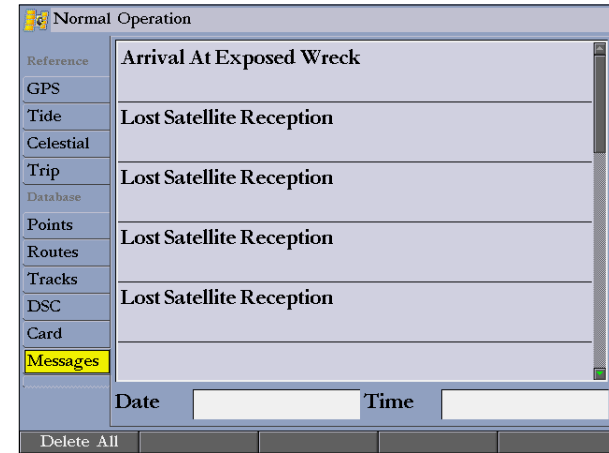 Normal Operation
Reference
GPS
Tide
Celestial
Trip
Database
Points
Routes
Tracks
DSC
Card
Messages
Arrival At Exposed Wreck
Lost Satellite Reception
Lost Satellite Reception
Lost Satellite Reception
Lost Satellite Reception
Date
Time
Delete All